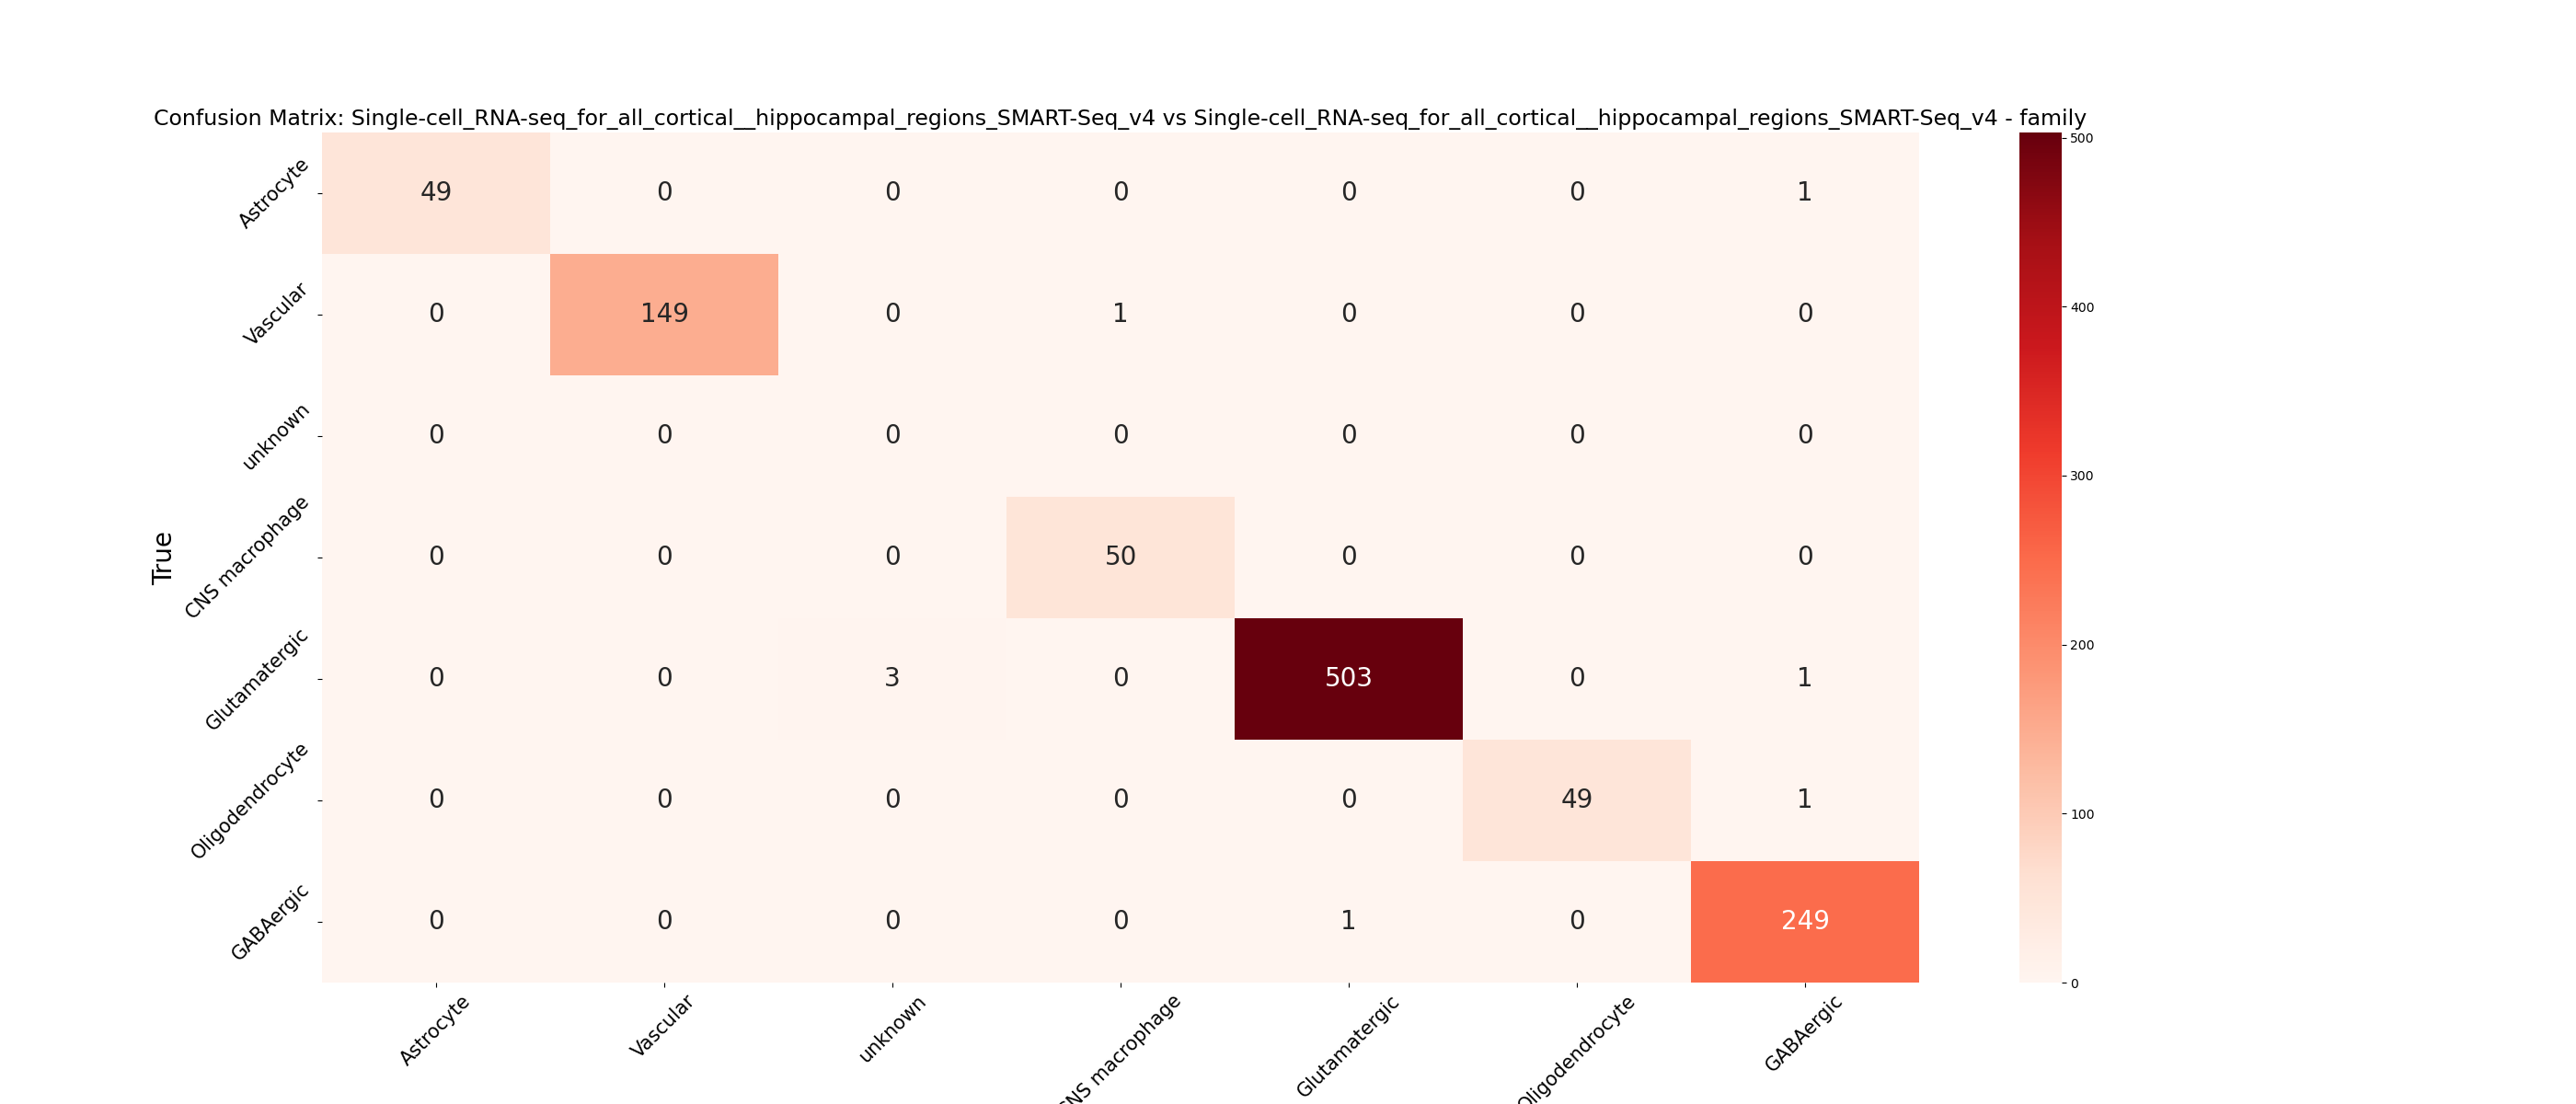 Confusion Matrix: Single-cell_RNA-seq_for_all_cortical__hippocampal_regions_SMART-Seq_v4 vs Single-cell_RNA-seq_for_all_cortical__hippocampal_regions_SMART-Seq_v4 - family
True
Astrocyte 49 0 0 0 0 0 1
Vascular 0 149 0 1 0 0 0
unknown 0 0 0 0 0 0 0
CNS macrophage 0 0 0 50 0 0 0
Glutamatergic 0 0 3 0 503 0 1
Oligodendrocyte 0 0 0 0 0 49 1
GABAergic 0 0 0 0 1 0 249
Astrocyte Vascular unknown CNS macrophage Glutamatergic Oligodendrocyte GABAergic
500
400
300
200
100
0